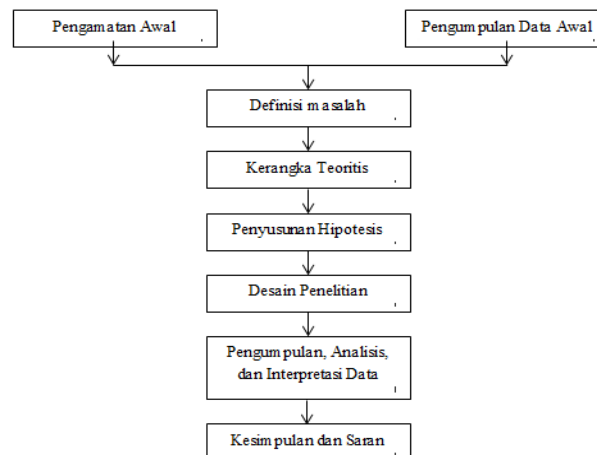 Pengamatan Awal
Pengumpulan Data Awal
Definisi masalah
Kerangka Teoritis
Penyusunan Hipotesis
Desain Penelitian
Pengumpulan, Analisis,
dan Interpretasi Data
Kesimpulan dan Saran